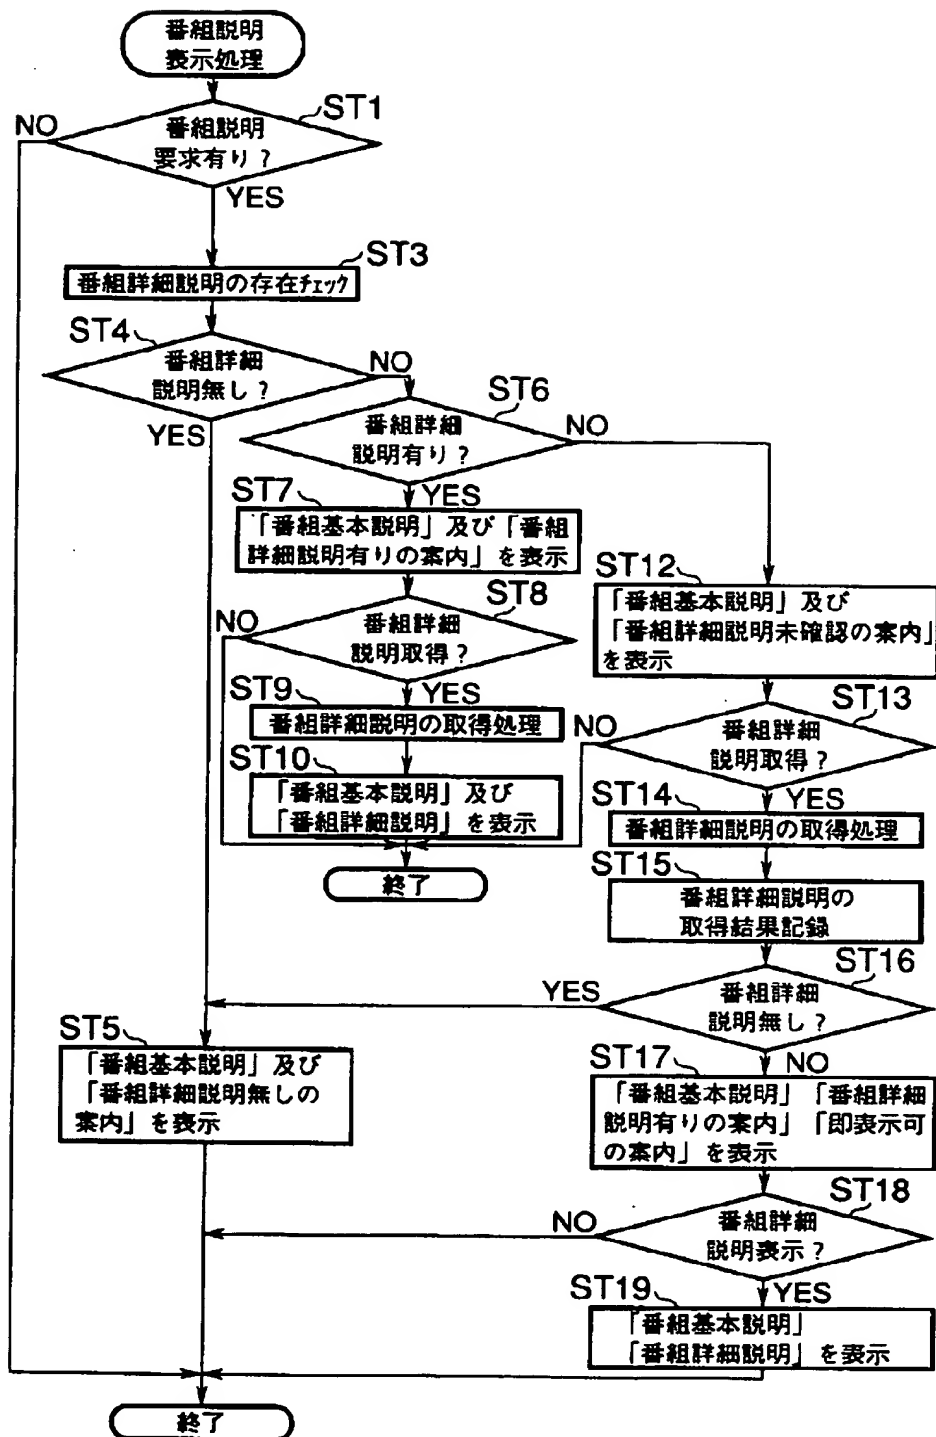 番組説明
表示処理
ST1
NO
番組説明
要求有り？
YES
ST3
番組詳細説明の存在チェック
ST4
番組詳細
説明無し？
NO
YES
ST6
番組詳細
説明有り？
NO
YES
ST7
「番組基本説明」及び「番組
詳細説明有りの案内」を表示
ST8
NO
番組詳細
説明取得？
YES
ST9
番組詳細説明の取得処理
ST10
「番組基本説明」及び
「番組詳細説明」を表示
終了
ST12
「番組基本説明」及び
「番組詳細説明未確認の案内」
を表示
ST13
NO
番組詳細
説明取得？
YES
ST14
番組詳細説明の取得処理
ST15
番組詳細説明の
取得結果記録
ST16
YES
番組詳細
説明無し？
NO
ST5
「番組基本説明」及び
「番組詳細説明無しの
案内」を表示
ST17
「番組基本説明」「番組詳細
説明有りの案内」「即表示可
の案内」を表示
ST18
NO
番組詳細
説明表示？
YES
ST19
「番組基本説明」
「番組詳細説明」を表示
終了